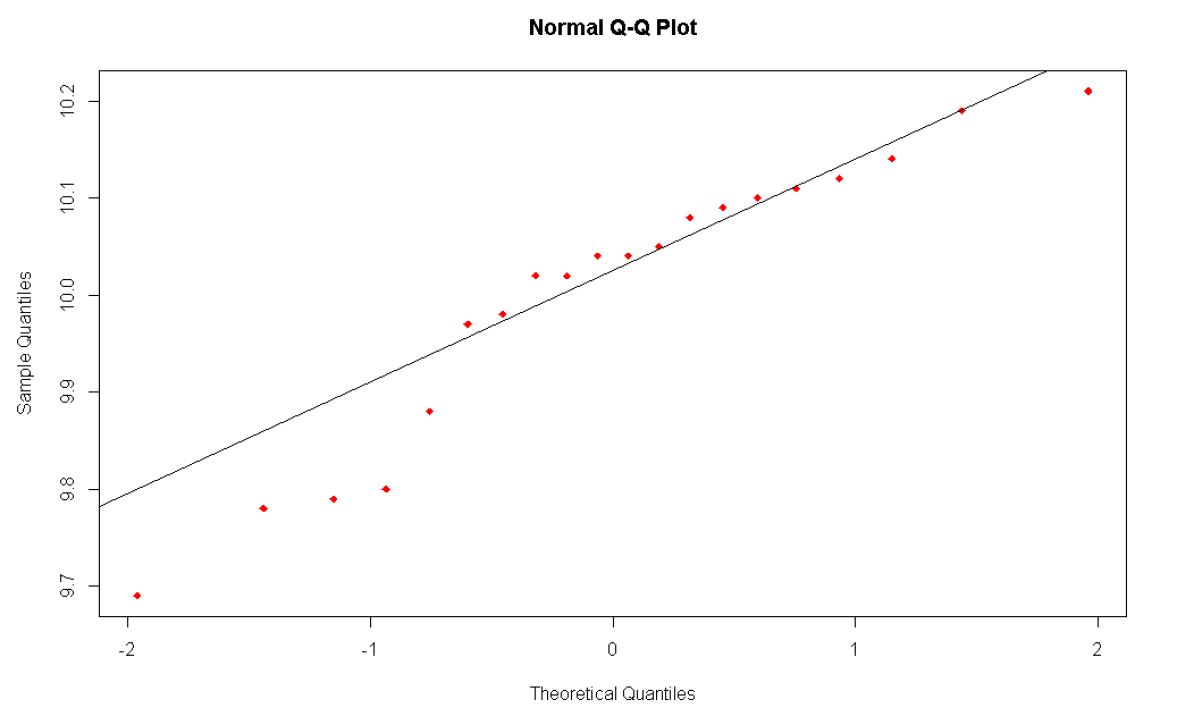 Normal Q-Q Plot
Sample Quantiles
10.2
10.1
10.0
9.9
9.8
9.7
-2 -1 0 1 2
Theoretical Quantiles